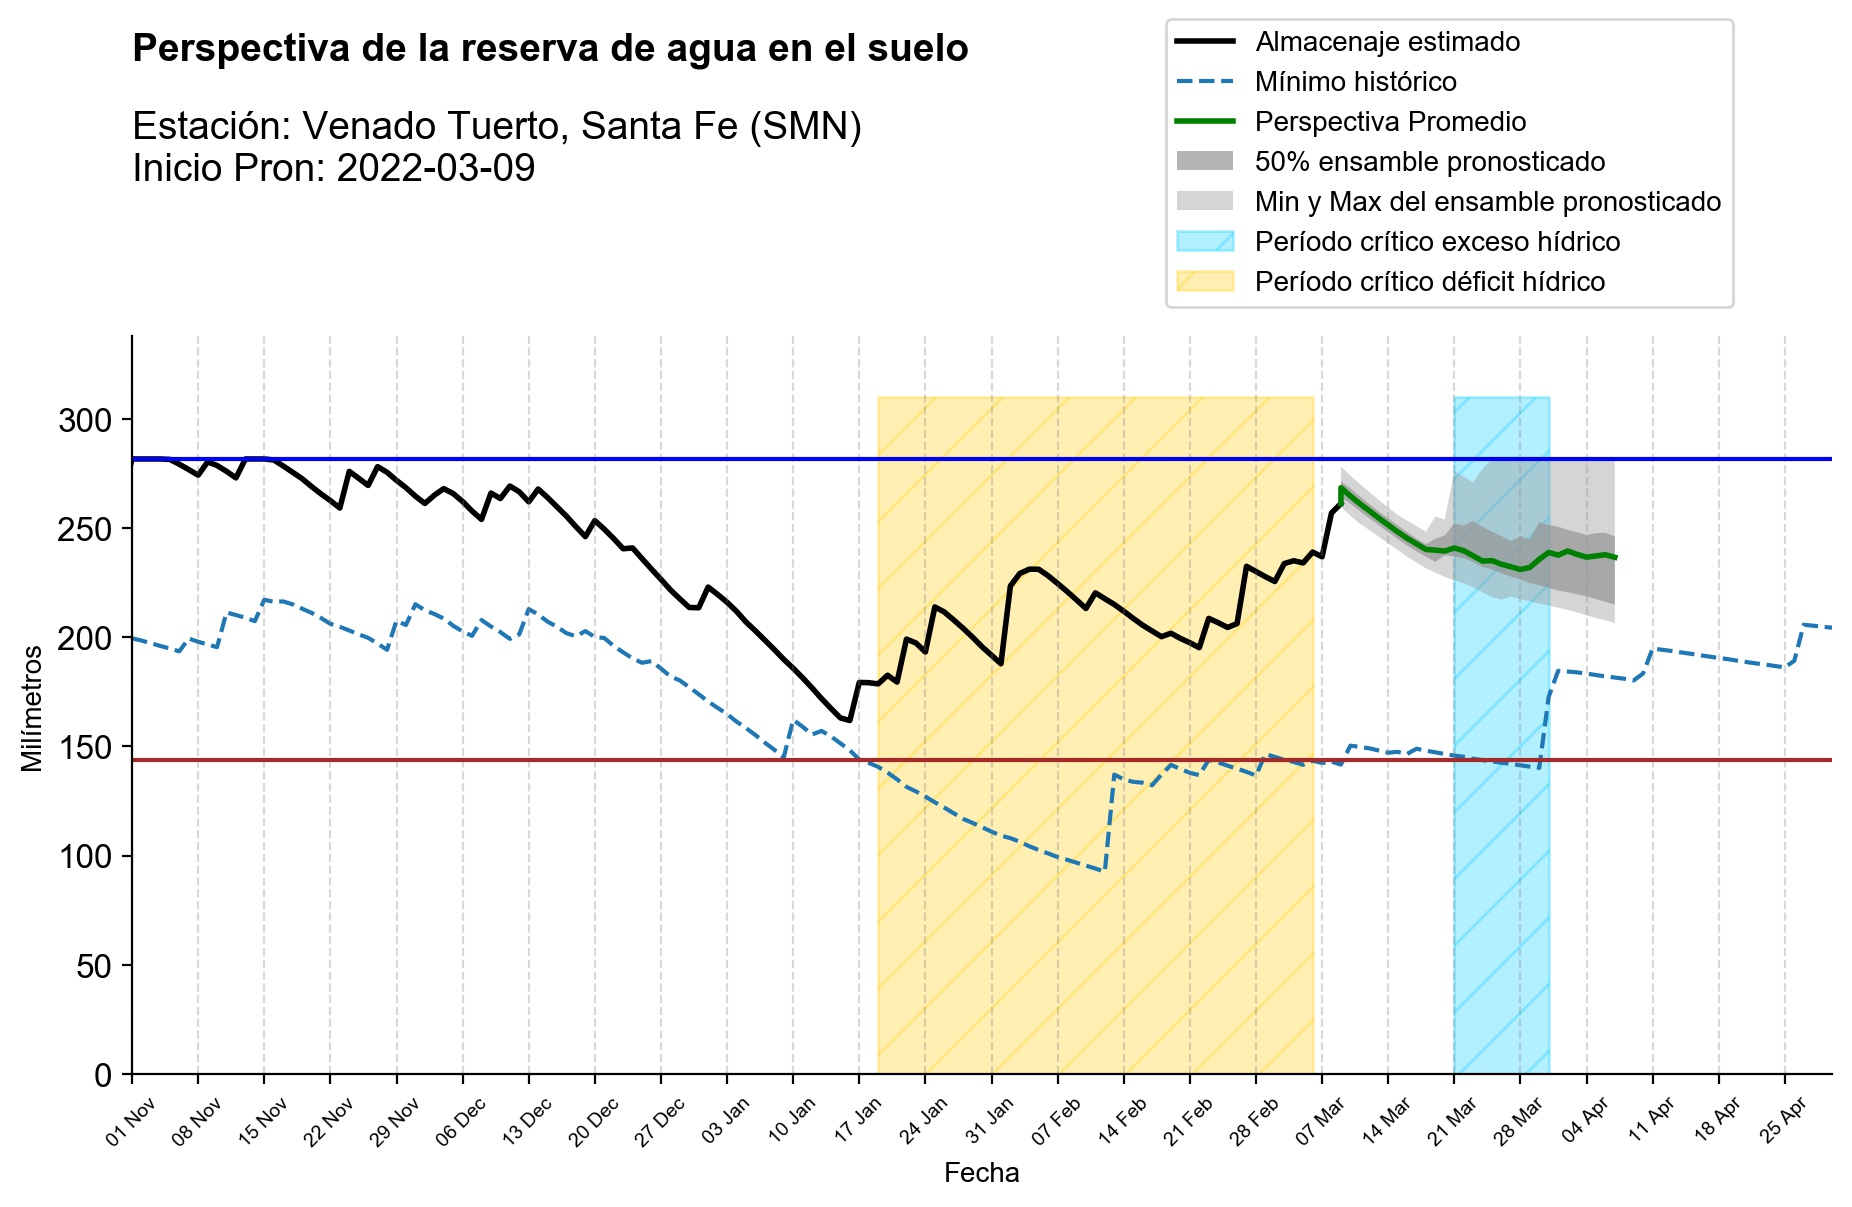 Perspectiva de la reserva de agua en el suelo
Estación: Venado Tuerto, Santa Fe (SMN)
Inicio Pron: 2022-03-09
Almacenaje estimado
Mínimo histórico
Perspectiva Promedio
50% ensamble pronosticado
Min y Max del ensamble pronosticado
Período crítico exceso hídrico
Período crítico déficit hídrico
300
250
200
150
100
50
0
Milímetros
01 Nov
08 Nov
15 Nov
22 Nov
29 Nov
06 Dec
13 Dec
20 Dec
27 Dec
03 Jan
10 Jan
17 Jan
24 Jan
31 Jan
07 Feb
14 Feb
21 Feb
28 Feb
07 Mar
14 Mar
21 Mar
28 Mar
04 Apr
11 Apr
18 Apr
25 Apr
Fecha